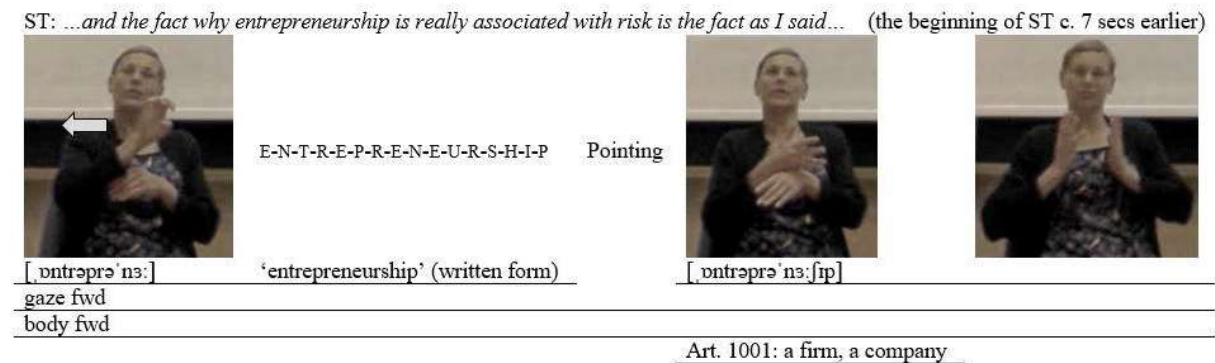 ST: ...and the fact why entrepreneurship is really associated with risk is the fact as I said... (the beginning of ST c. 7 secs earlier)
E-N-T-R-E-P-R-E-N-E-U-R-S-H-I-P Pointing
[ˌɒntrəprəˈnɜː] ‘entrepreneurship’ (written form) [ˌɒntrəprəˈnɜːʃɪp]
gaze fwd
body fwd
Art. 1001: a firm, a company